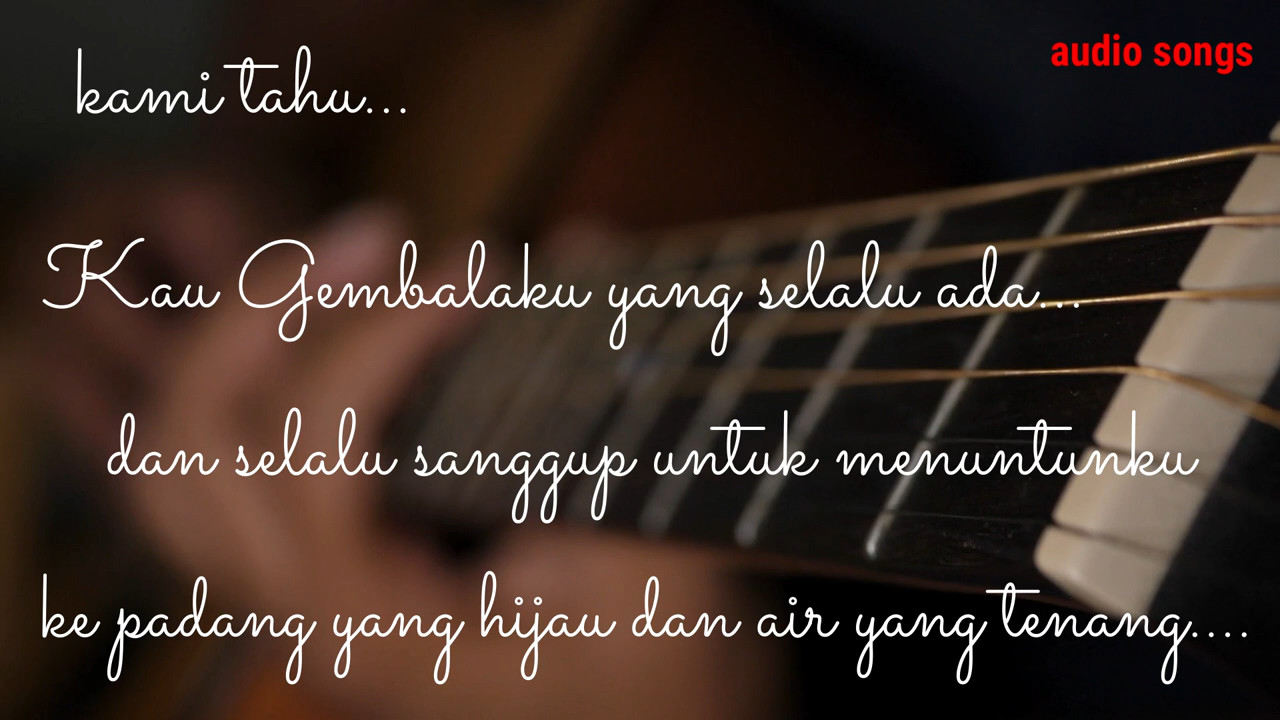 audio songs
kami tahu...
Kau Gembalaku yang selalu ada...
dan selalu sanggup untuk menuntunku
ke padang yang hijau dan air yang tenang....